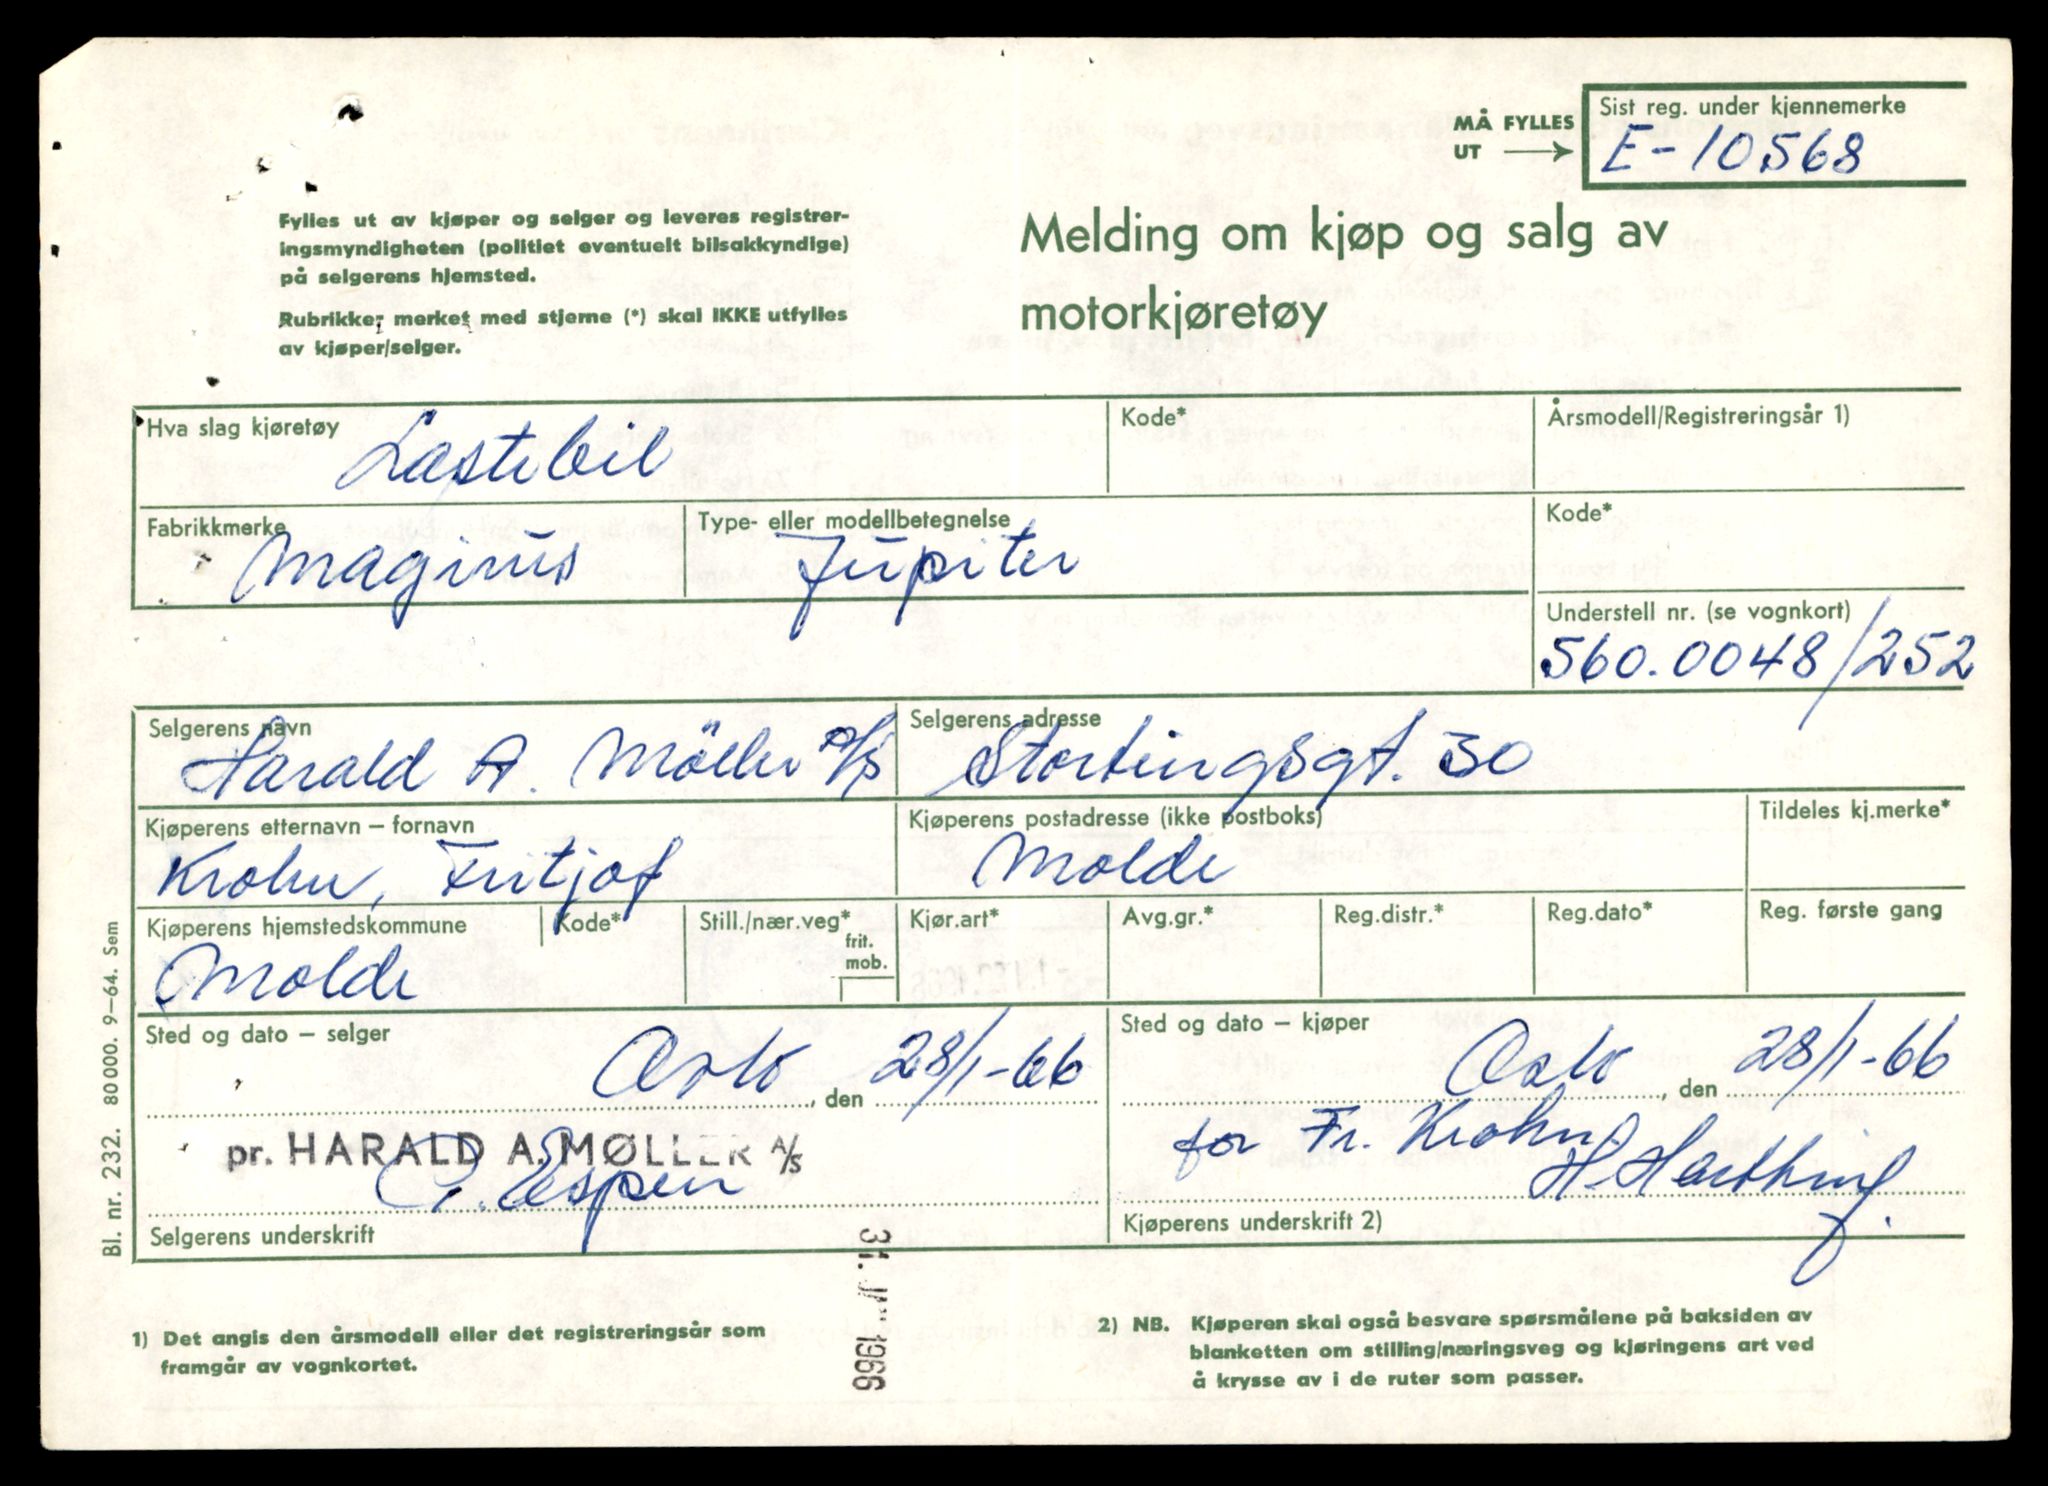 MÅ FYLLES
UT
Sist reg. under kjennemerke
E-10568
Fylles ut av kjøper og selger og leveres registrer-
ingsmyndigheten (politiet eventuelt bilsakkyndige)
på selgerens hjemsted.
Rubrikker merket med stjerne (*) skal IKKE utfylles
av kjøper/selger.
Melding om kjøp og salg av
motorkjøretøy
Hva slag kjøretøy
Lastebil
Kode*
Årsmodell/Registreringsår 1)
Fabrikkmerke
Magirus
Type- eller modellbetegnelse
Jupiter
Kode*
Understell nr. (se vognkort)
560.0048/252
Selgerens navn
Harald A. Möller A/S
Selgerens adresse
Stortingsgt. 30
Kjøperens etternavn – fornavn
Krohn, Fritjof
Kjøperens postadresse (ikke postboks)
Molde
Tildeles kj.merke*
Kjøperens hjemstedskommune
Molde
Kode*
Still./nær.veg*
frit.
mob.
Kjør.art*
Avg.gr.*
Reg.distr.*
Reg.dato*
Reg. første gang
Sted og dato – selger
Oslo, den 28/1-66
pr. HARALD A. MØLLER A/S
Espen
Selgerens underskrift
Sted og dato – kjøper
Oslo, den 28/1-66
for Fr. Krohn
Kjøperens underskrift 2)
Bl. nr. 232. 80000. 9–64. Sem
1) Det angis den årsmodell eller det registreringsår som
framgår av vognkortet.
31. 1966
2) NB. Kjøperen skal også besvare spørsmålene på baksiden av
blanketten om stilling/næringsveg og kjøringens art ved
å krysse av i de ruter som passer.